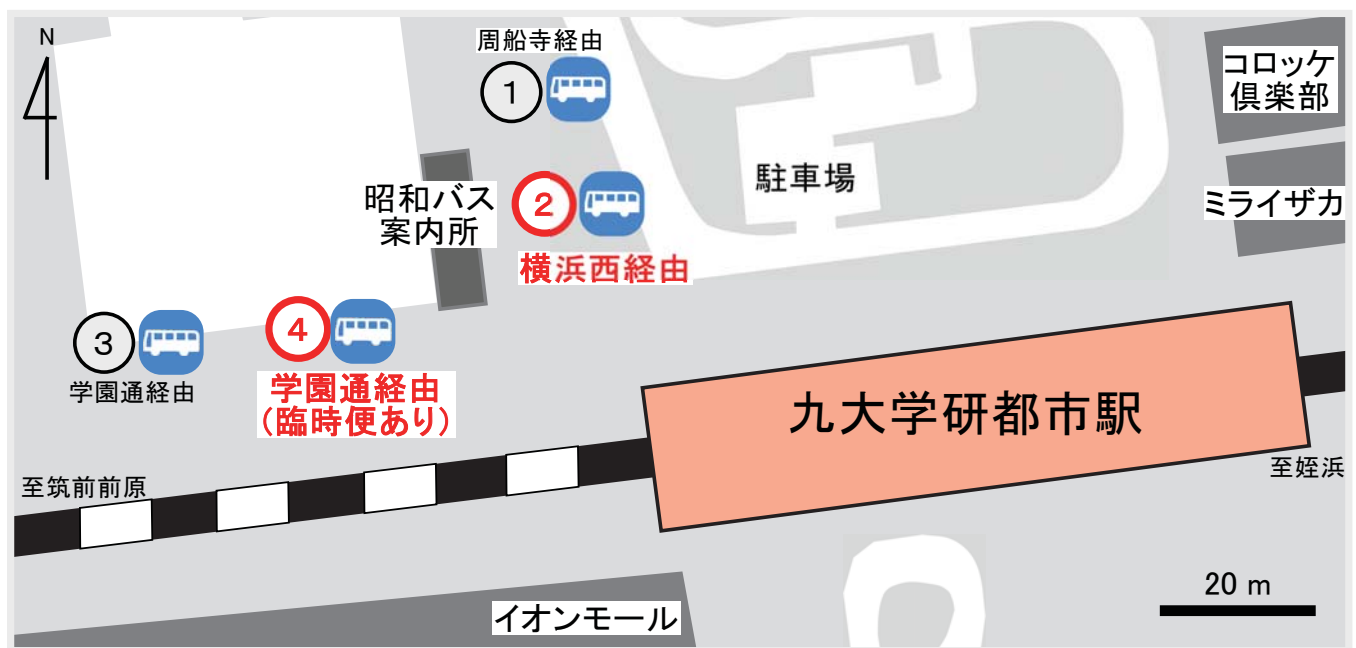 N
周船寺経由
1
コロッケ
倶楽部
駐車場
昭和バス
案内所
2
横浜西経由
ミライザカ
3
学園通経由
4
学園通経由
(臨時便あり)
九大学研都市駅
至筑前前原
至姪浜
イオンモール
20 m